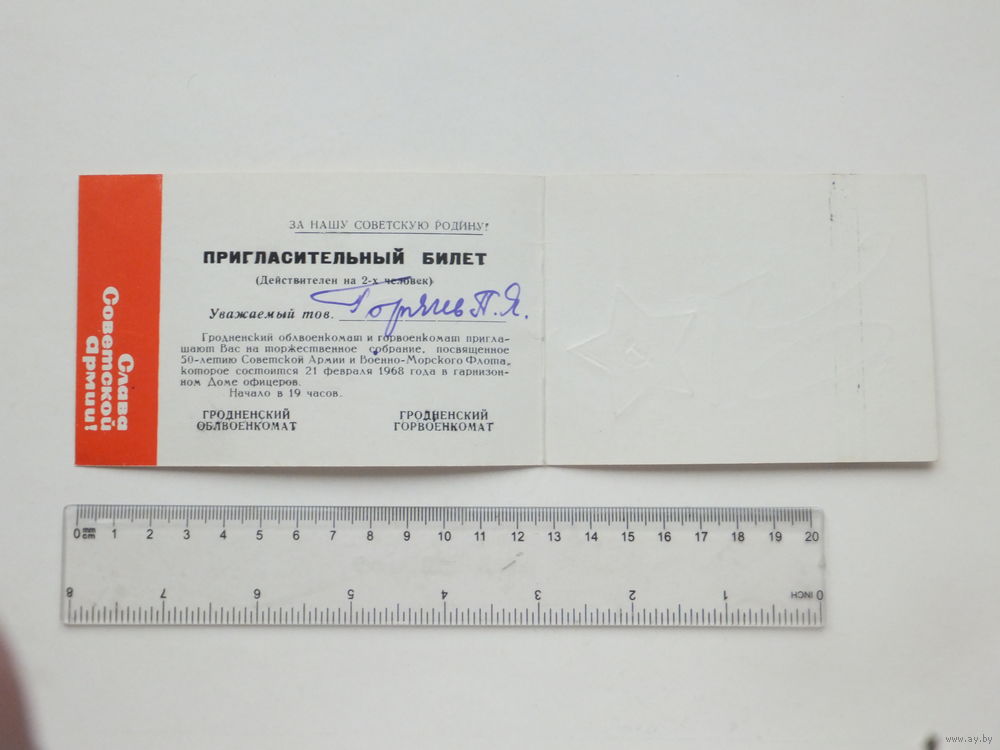 Слава
Советской
армии!
ЗА НАШУ СОВЕТСКУЮ РОДИНУ!
ПРИГЛАСИТЕЛЬНЫЙ БИЛЕТ
(Действителен на 2-х человек)
Уважаемый тов. П. Я.
Гродненский облвоенкомат и горвоенкомат пригла-
шают Вас на торжественное собрание, посвященное
50-летию Советской Армии и Военно-Морского Флота,
которое состоится 21 февраля 1968 года в гарнизон-
ном Доме офицеров.
Начало в 19 часов.
ГРОДНЕНСКИЙ ГРОДНЕНСКИЙ
ОБЛВОЕНКОМАТ ГОРВОЕНКОМАТ
0 mm cm 1 2 3 4 5 6 7 8 9 10 11 12 13 14 15 16 17 18 19 20
8 7 6 5 4 3 2 1 INCH 0
www.ay.by